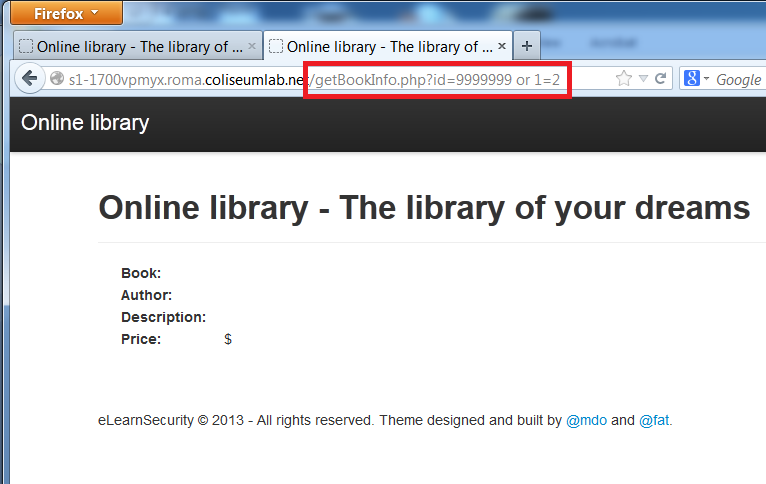 Firefox
Online library - The library of ...
Online library - The library of ...
s1-1700vpmyx.roma.coliseumlab.net/getBookInfo.php?id=9999999 or 1=2
Google
Online library
Online library - The library of your dreams
Book:
Author:
Description:
Price: $
eLearnSecurity © 2013 - All rights reserved. Theme designed and built by @mdo and @fat.